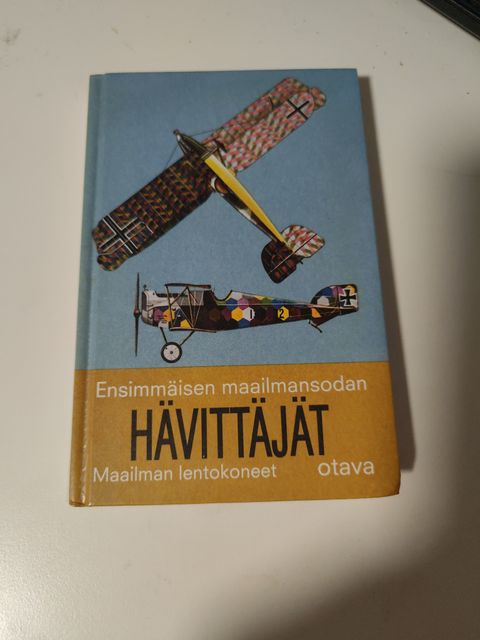 Ensimmäisen maailmansodan
HÄVITTÄJÄT
Maailman lentokoneet otava